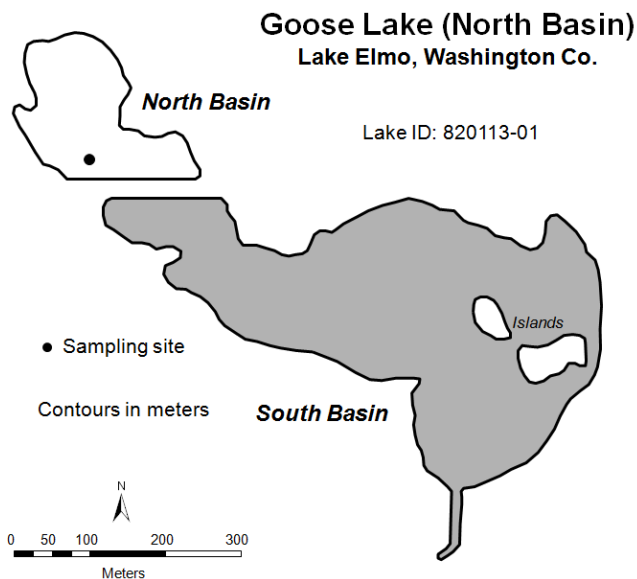 Goose Lake (North Basin)
Lake Elmo, Washington Co.
North Basin
Lake ID: 820113-01
Islands
Sampling site
Contours in meters
South Basin
N
0 50 100 200 300
Meters